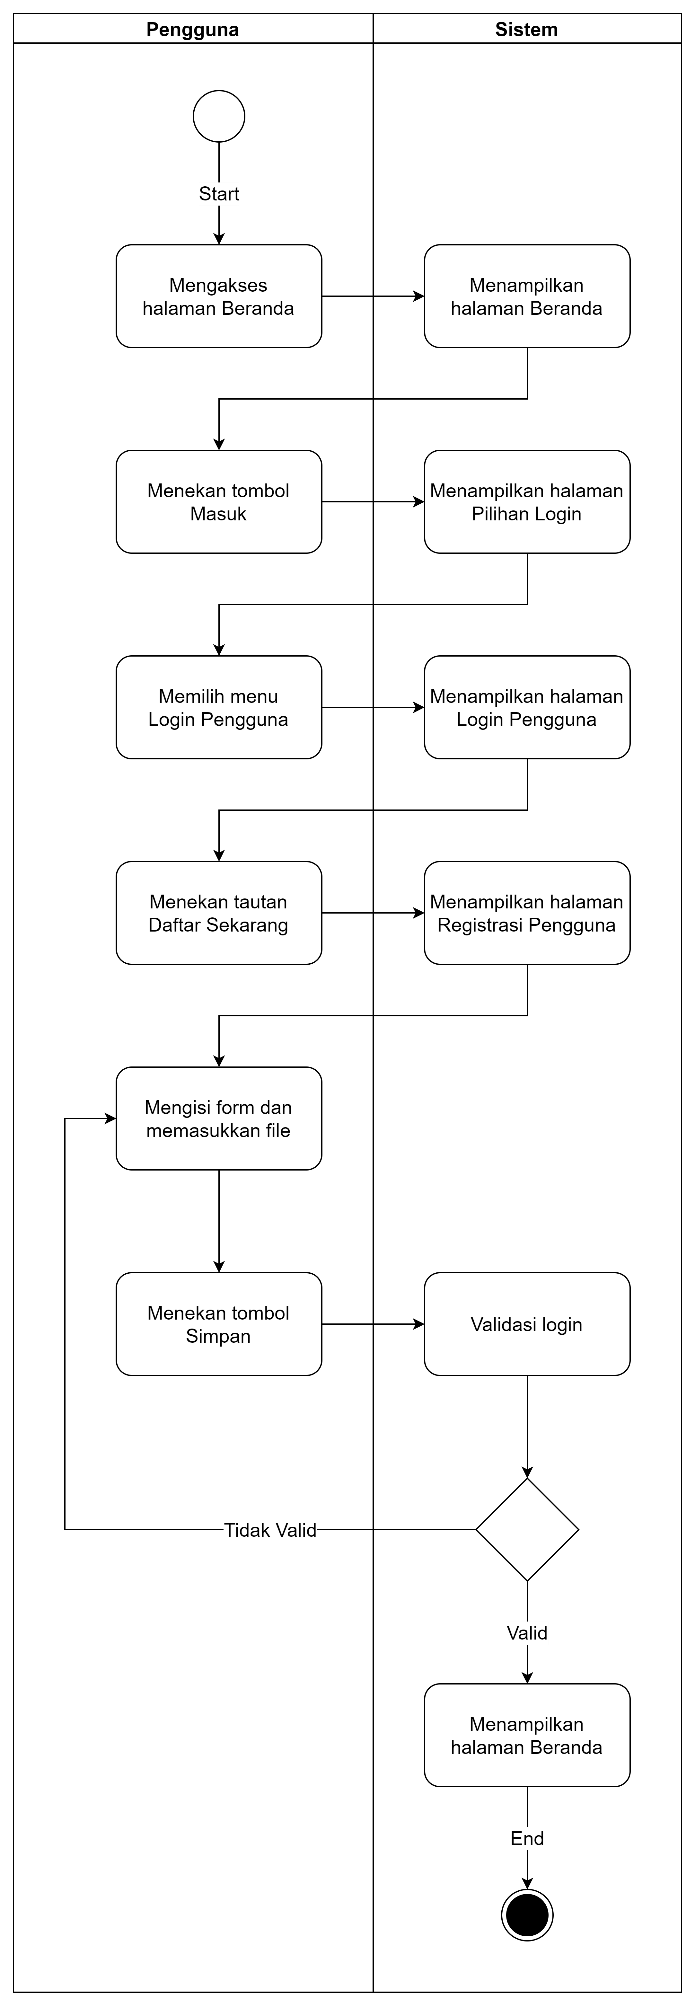 Pengguna
Sistem
Start
Mengakses
halaman Beranda
Menampilkan
halaman Beranda
Menekan tombol
Masuk
Menampilkan halaman
Pilihan Login
Memilih menu
Login Pengguna
Menampilkan halaman
Login Pengguna
Menekan tautan
Daftar Sekarang
Menampilkan halaman
Registrasi Pengguna
Mengisi form dan
memasukkan file
Menekan tombol
Simpan
Validasi login
Tidak Valid
Valid
Menampilkan
halaman Beranda
End